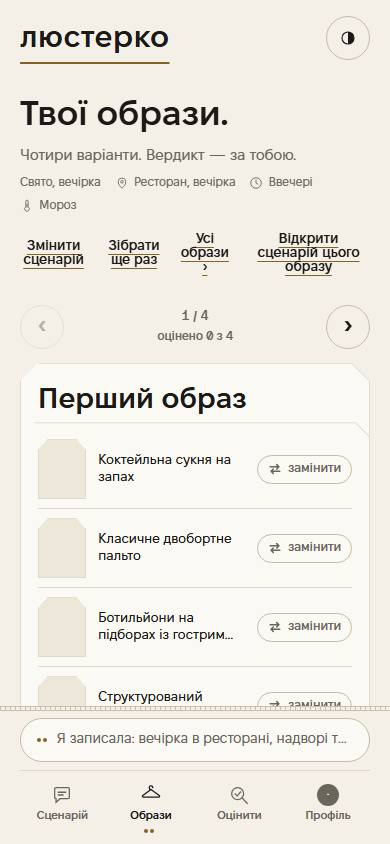 люстерко
Твої образи.
Чотири варіанти. Вердикт — за тобою.
Свято, вечірка Ресторан, вечірка Ввечері
Мороз
Змінити
сценарій
Зібрати
ще раз
Усі
образи
›
Відкрити
сценарій цього
образу
‹
1 / 4
оцінено 0 з 4
›
Перший образ
Коктейльна сукня на
запах
замінити
Класичне двобортне
пальто
замінити
Ботильйони на
підборах із гострим…
замінити
Структурований
замінити
Я записала: вечірка в ресторані, надворі т…
Сценарій Образи Оцінити Профіль